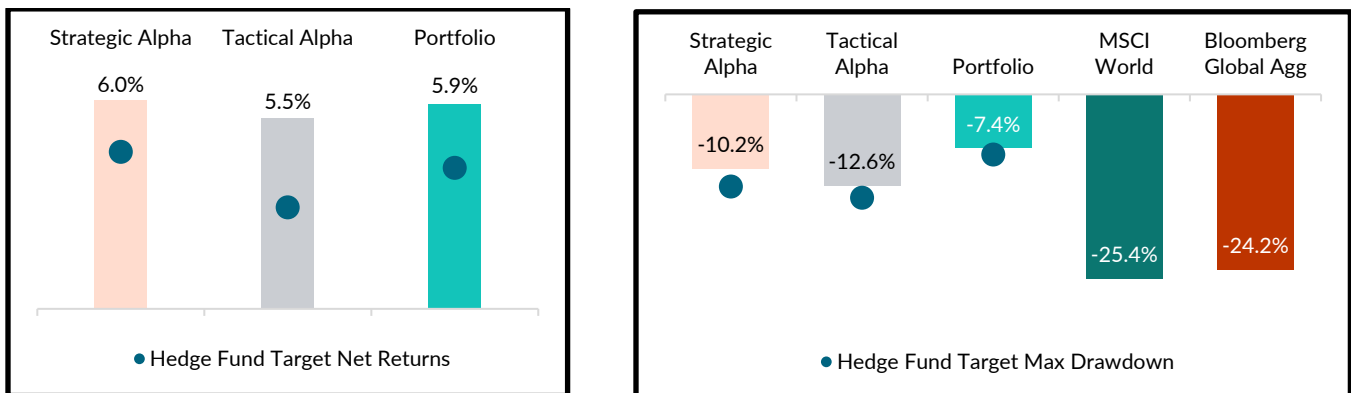 Strategic Alpha Tactical Alpha Portfolio
6.0% 5.5% 5.9%
Hedge Fund Target Net Returns
Strategic Alpha
Tactical Alpha
Portfolio
MSCI World
Bloomberg Global Agg
-10.2%
-12.6%
-7.4%
-25.4%
-24.2%
Hedge Fund Target Max Drawdown